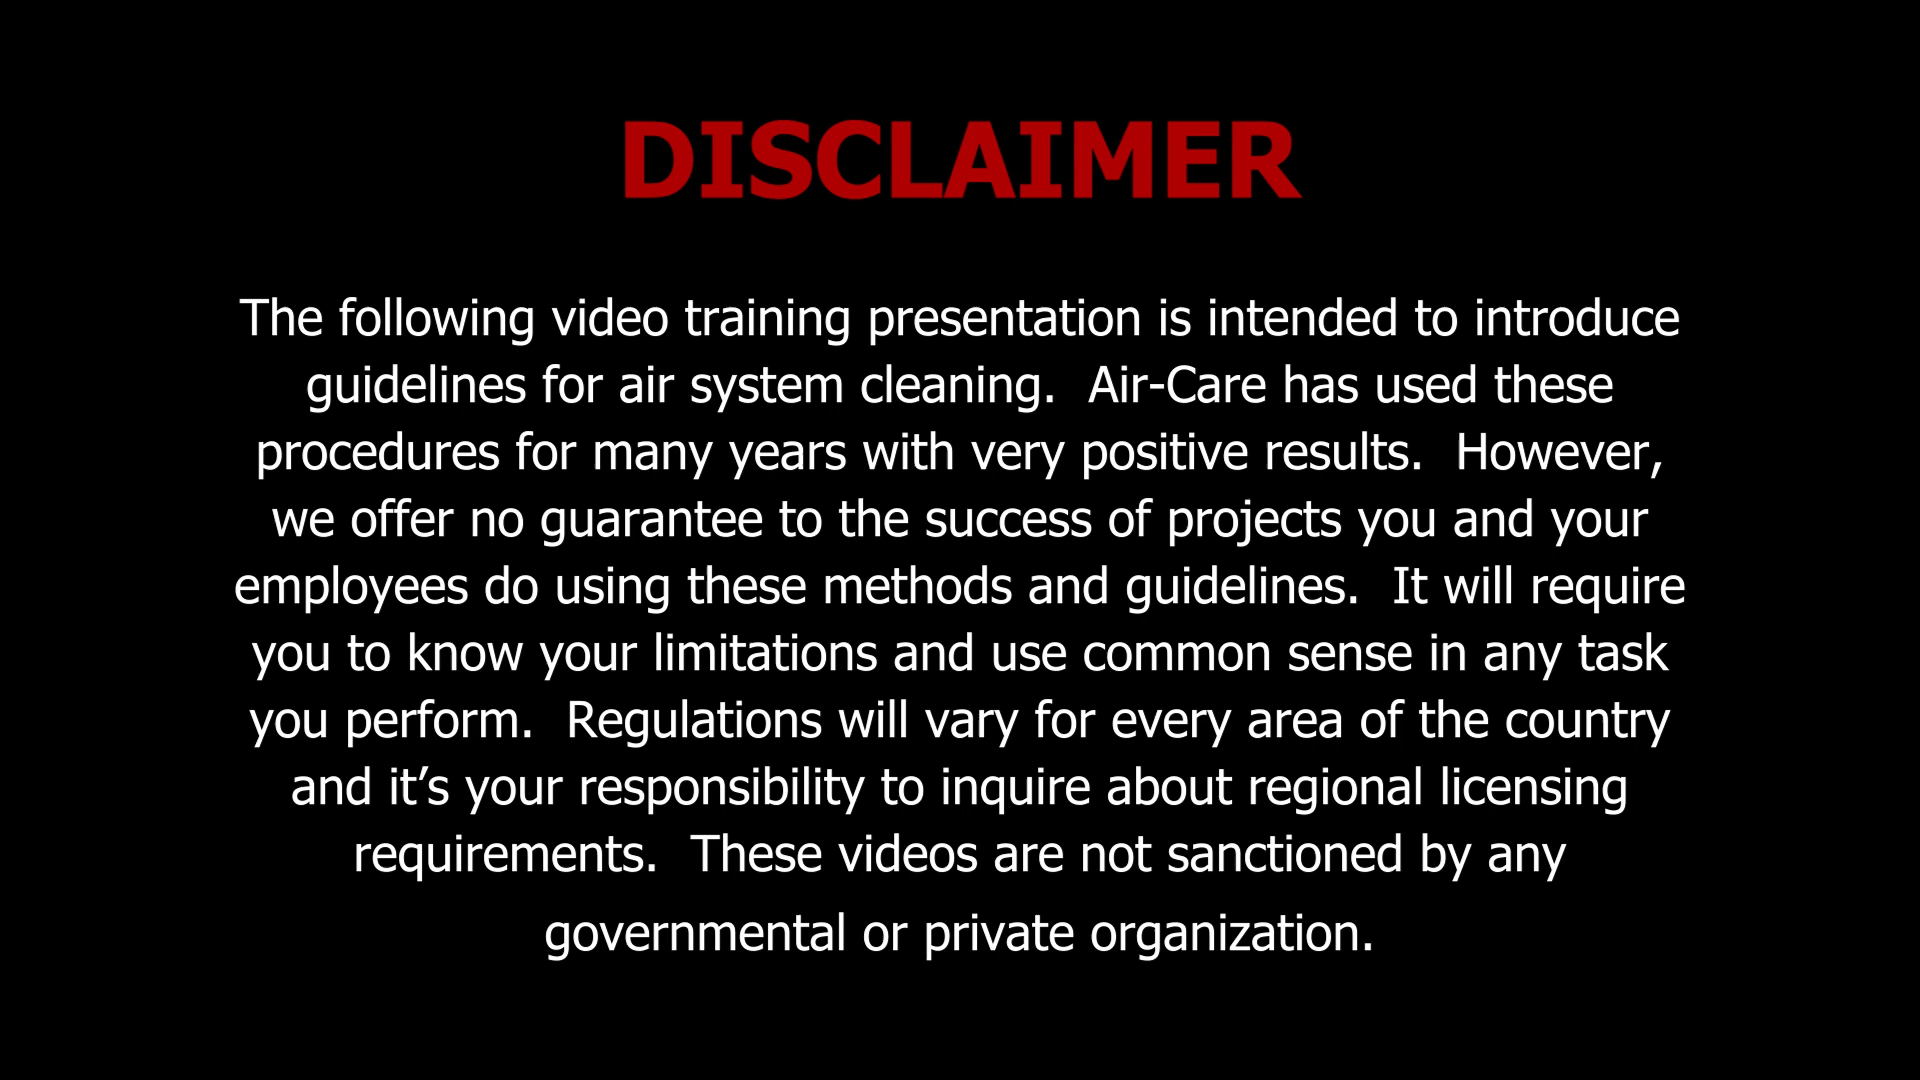 DISCLAIMER
The following video training presentation is intended to introduce
guidelines for air system cleaning.  Air-Care has used these
procedures for many years with very positive results.  However,
we offer no guarantee to the success of projects you and your
employees do using these methods and guidelines.  It will require
you to know your limitations and use common sense in any task
you perform.  Regulations will vary for every area of the country
and it’s your responsibility to inquire about regional licensing
requirements.  These videos are not sanctioned by any
governmental or private organization.